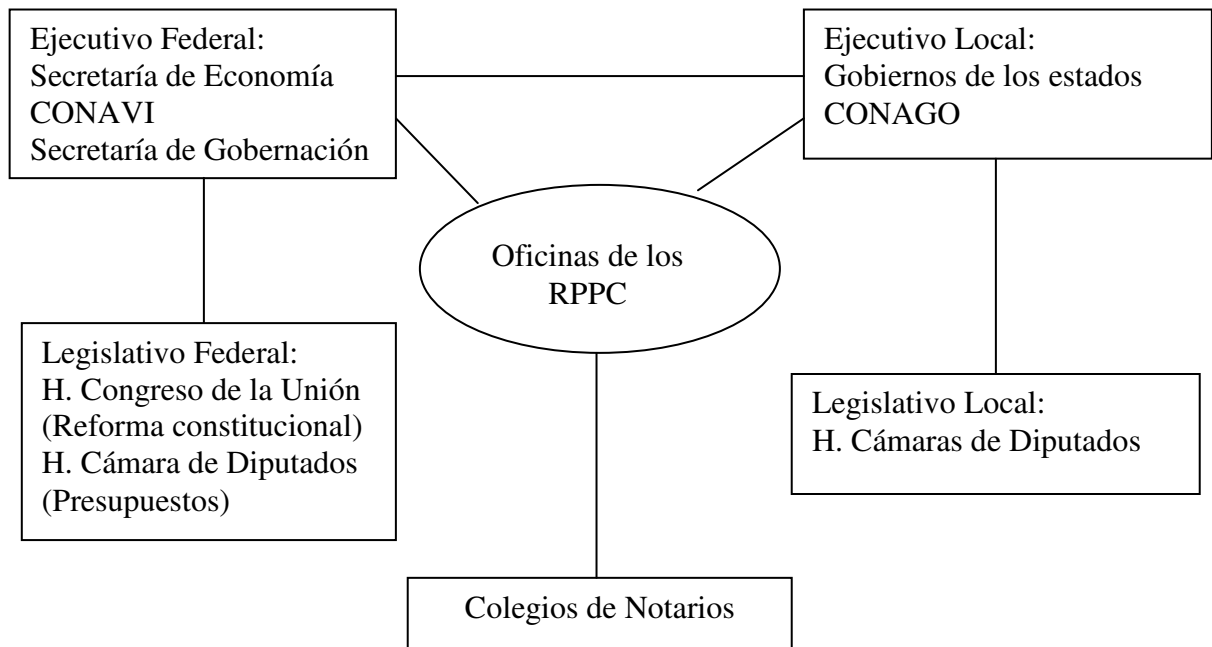 Ejecutivo Federal:
Secretaría de Economía
CONAVI
Secretaría de Gobernación
Ejecutivo Local:
Gobiernos de los estados
CONAGO
Oficinas de los
RPPC
Legislativo Federal:
H. Congreso de la Unión
(Reforma constitucional)
H. Cámara de Diputados
(Presupuestos)
Legislativo Local:
H. Cámaras de Diputados
Colegios de Notarios